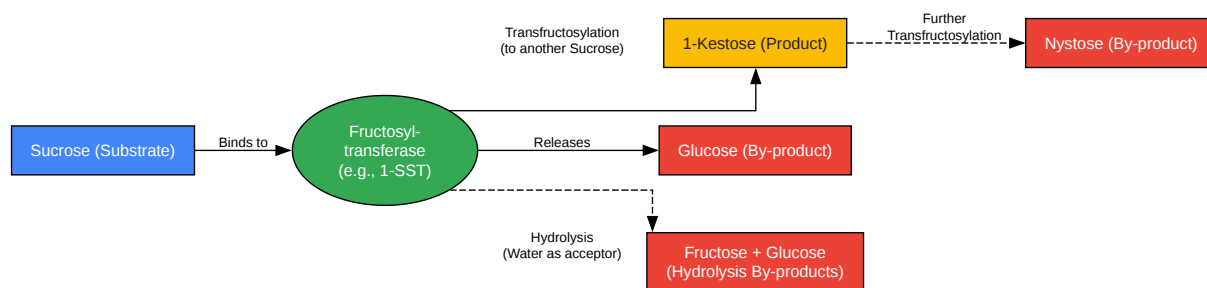 Further
Transfructosylation
Transfructosylation
(to another Sucrose)
1-Kestose (Product)
Nystose (By-product)
Sucrose (Substrate)
Binds to
Fructosyl-
transferase
(e.g., 1-SST)
Releases
Glucose (By-product)
Hydrolysis
(Water as acceptor)
Fructose + Glucose
(Hydrolysis By-products)